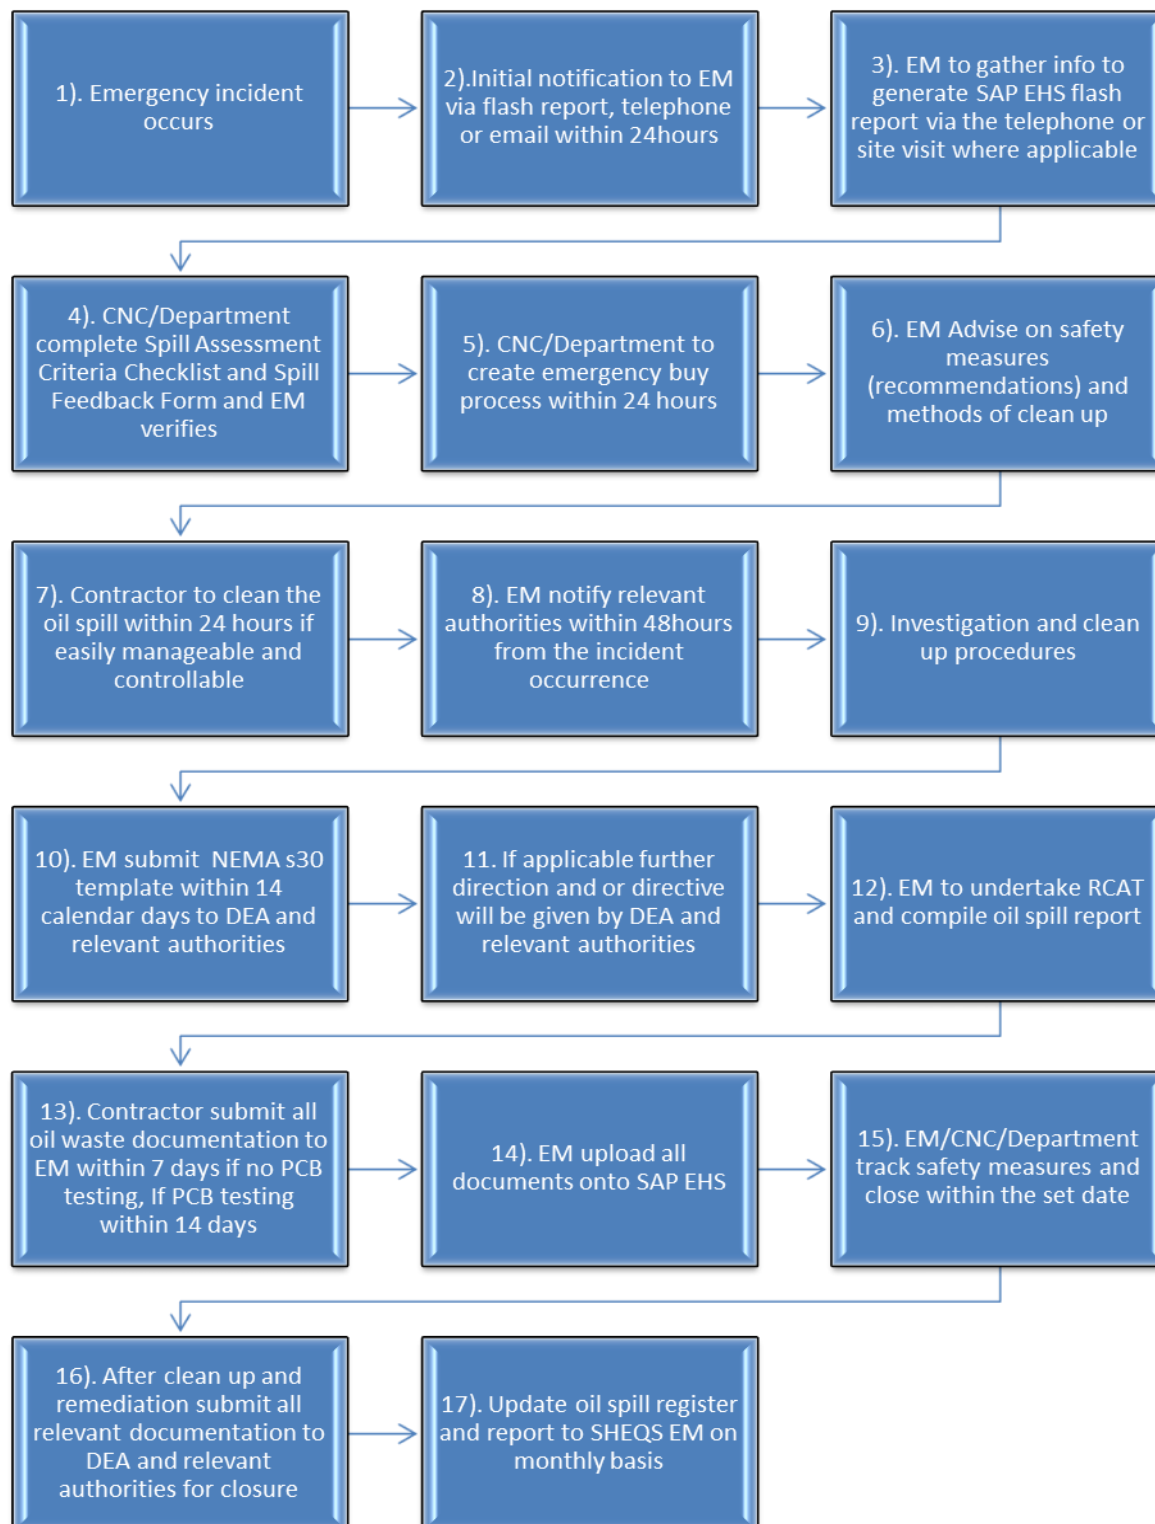 1). Emergency incident
occurs
2).Initial notification to EM
via flash report, telephone
or email within 24hours
3). EM to gather info to
generate SAP EHS flash
report via the telephone or
site visit where applicable
4). CNC/Department
complete Spill Assessment
Criteria Checklist and Spill
Feedback Form and EM
verifies
5). CNC/Department to
create emergency buy
process within 24 hours
6). EM Advise on safety
measures
(recommendations) and
methods of clean up
7). Contractor to clean the
oil spill within 24 hours if
easily manageable and
controllable
8). EM notify relevant
authorities within 48hours
from the incident
occurrence
9). Investigation and clean
up procedures
10). EM submit NEMA s30
template within 14
calendar days to DEA and
relevant authorities
11. If applicable further
direction and or directive
will be given by DEA and
relevant authorities
12). EM to undertake RCAT
and compile oil spill report
13). Contractor submit all
oil waste documentation to
EM within 7 days if no PCB
testing, If PCB testing
within 14 days
14). EM upload all
documents onto SAP EHS
15). EM/CNC/Department
track safety measures and
close within the set date
16). After clean up and
remediation submit all
relevant documentation to
DEA and relevant
authorities for closure
17). Update oil spill register
and report to SHEQS EM on
monthly basis